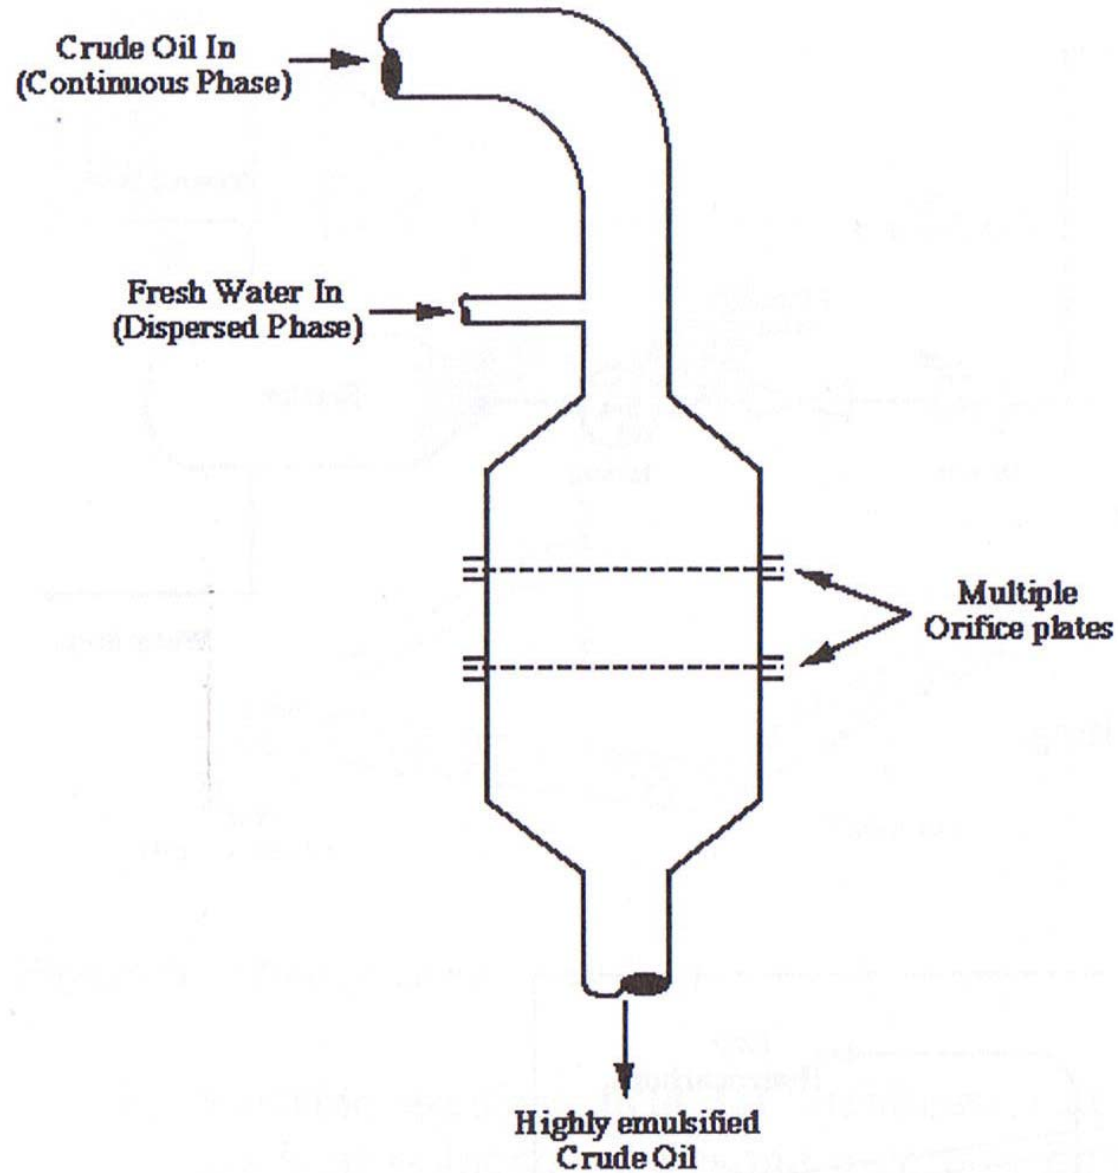 Crude Oil In
(Continuous Phase)
Fresh Water In
(Dispersed Phase)
Multiple
Orifice plates
Highly emulsified
Crude Oil